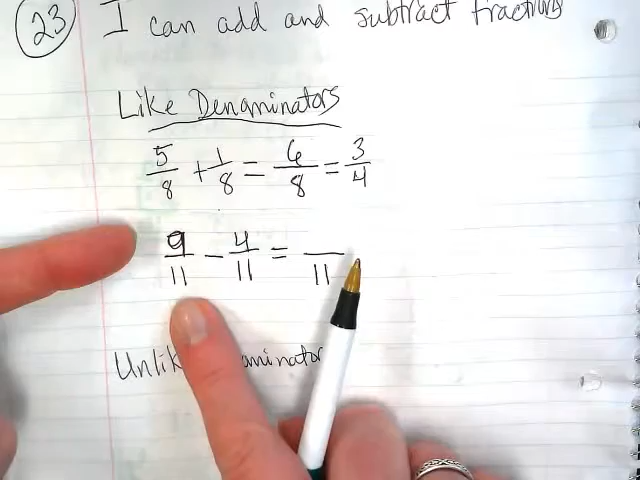 23 I can add and subtract fractions
Like Denominators
5/8 + 1/8 = 6/8 = 3/4
9/11 - 4/11 = /11